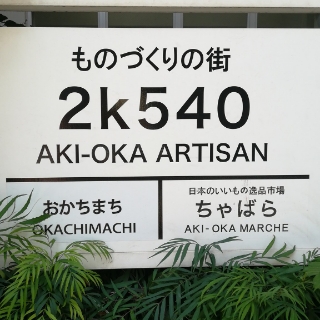 ものづくりの街
2k540
AKI-OKA ARTISAN
おかちまち
OKACHIMACHI
日本のいいもの逸品市場
ちゃばら
AKI-OKA MARCHE